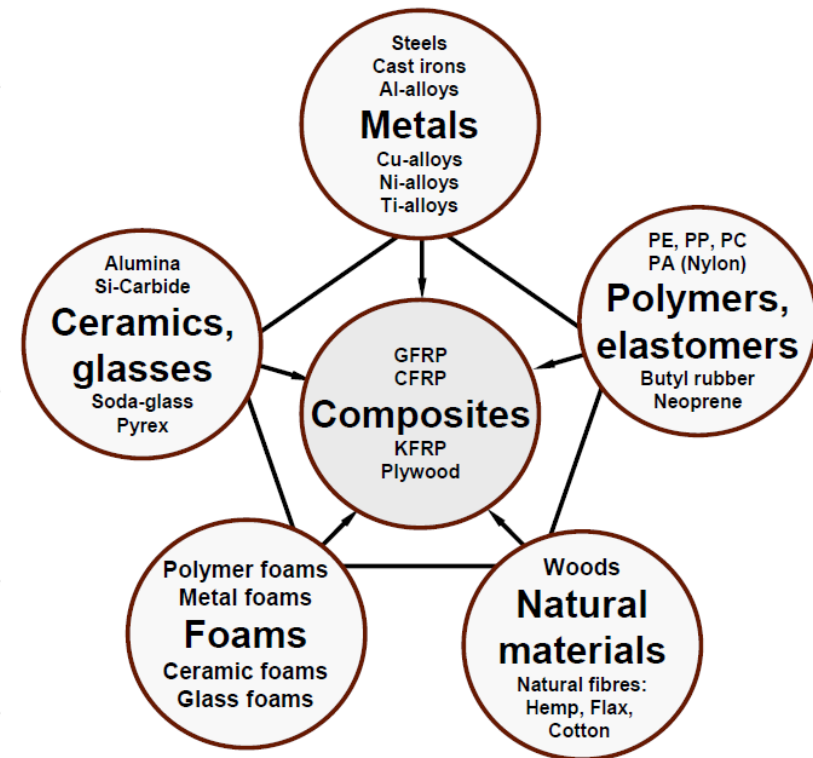 Steels
Cast irons
Al-alloys
Metals
Cu-alloys
Ni-alloys
Ti-alloys
Alumina
Si-Carbide
Ceramics,
glasses
Soda-glass
Pyrex
PE, PP, PC
PA (Nylon)
Polymers,
elastomers
Butyl rubber
Neoprene
GFRP
CFRP
Composites
KFRP
Plywood
Polymer foams
Metal foams
Foams
Ceramic foams
Glass foams
Woods
Natural
materials
Natural fibres:
Hemp, Flax,
Cotton